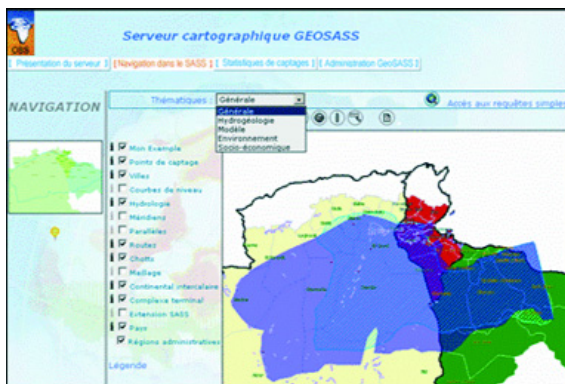 Serveur cartographique GEOSASS
OSS
[ Présentation du serveur ] [ Navigation dans le SASS ] [ Statistiques de captages ] [ Administration GeoSASS ]
NAVIGATION
Thématiques : Générale
Accès aux requêtes simples
Générale
Hydrogéologie
Modèle
Environnement
Socio-économique
Mon Exemple
Points de captage
Villes
Courbes de niveau
Hydrologie
Méridiens
Parallèles
Routes
Chotts
Maillage
Continental intercalaire
Complexe terminal
Extension SASS
Pays
Régions administratives
Légende